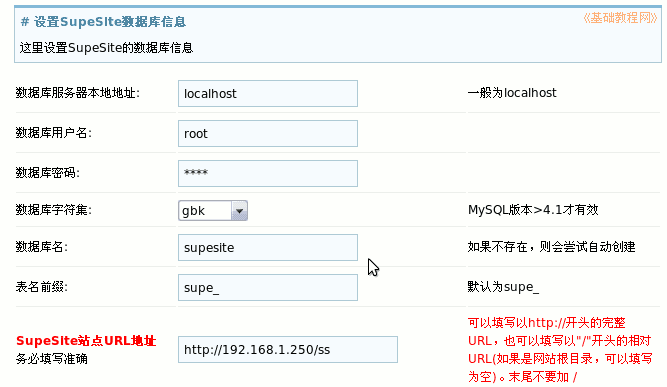 # 设置SupeSIte数据库信息
《基础教程网》
这里设置SupeSite的数据库信息
数据库服务器本地地址: localhost 一般为localhost
数据库用户名: root
数据库密码: ****
数据库字符集: gbk MySQL版本>4.1才有效
数据库名: supesite 如果不存在，则会尝试自动创建
表名前缀: supe_ 默认为supe_
SupeSite站点URL地址
务必填写准确
http://192.168.1.250/ss
可以填写以http://开头的完整
URL，也可以填写以"/"开头的相对
URL(如果是网站根目录，可以填写
为空)。末尾不要加 /